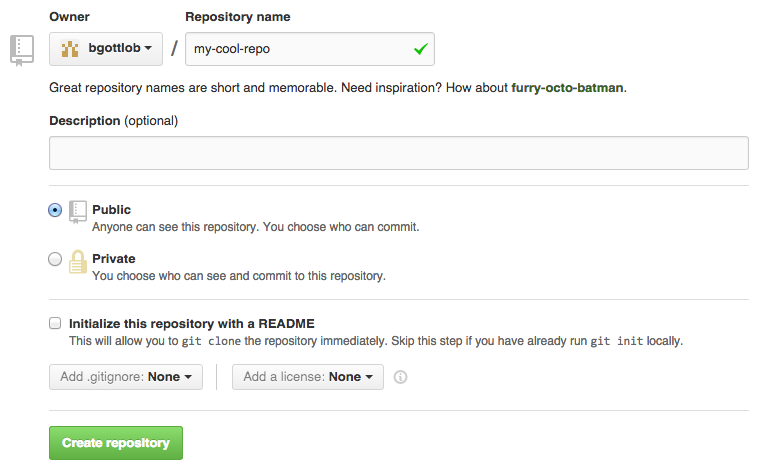 Owner Repository name
bgottlob / my-cool-repo
Great repository names are short and memorable. Need inspiration? How about furry-octo-batman.
Description (optional)
Public
Anyone can see this repository. You choose who can commit.
Private
You choose who can see and commit to this repository.
Initialize this repository with a README
This will allow you to git clone the repository immediately. Skip this step if you have already run git init locally.
Add .gitignore: None Add a license: None
Create repository